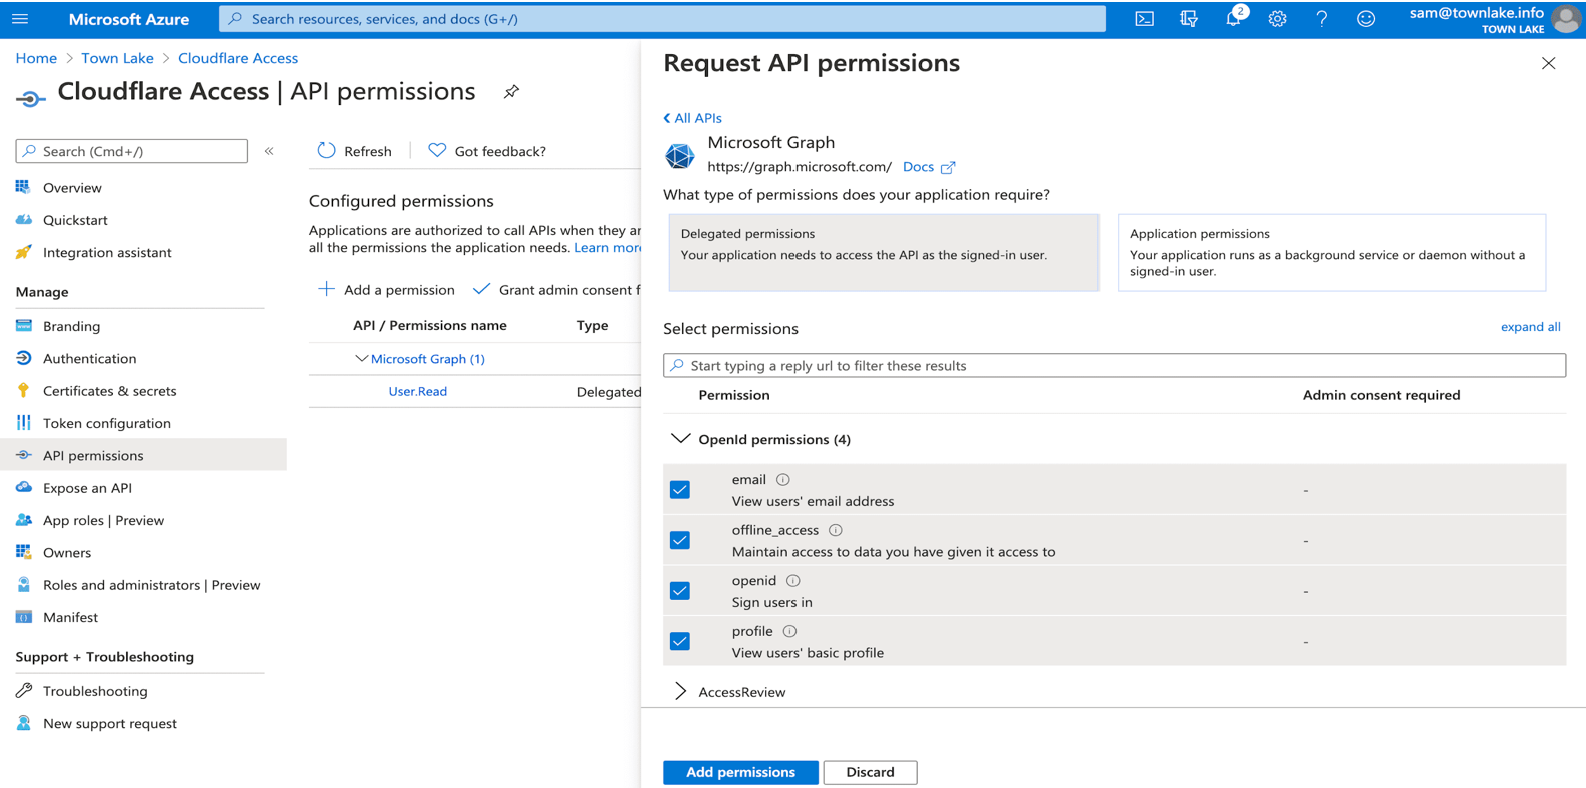 Microsoft Azure
Search resources, services, and docs (G+/)
2
sam@townlake.info
TOWN LAKE
Home > Town Lake > Cloudflare Access
Cloudflare Access | API permissions
Search (Cmd+/)
«
Overview
Quickstart
Integration assistant
Manage
Branding
Authentication
Certificates & secrets
Token configuration
API permissions
Expose an API
App roles | Preview
Owners
Roles and administrators | Preview
Manifest
Support + Troubleshooting
Troubleshooting
New support request
Refresh
Got feedback?
Configured permissions
Applications are authorized to call APIs when they ar
all the permissions the application needs. Learn more
Add a permission
Grant admin consent f
API / Permissions name Type
Microsoft Graph (1)
User.Read Delegated
Request API permissions
All APIs
Microsoft Graph
https://graph.microsoft.com/ Docs
What type of permissions does your application require?
Delegated permissions
Your application needs to access the API as the signed-in user.
Application permissions
Your application runs as a background service or daemon without a
signed-in user.
Select permissions
expand all
Start typing a reply url to filter these results
Permission Admin consent required
OpenId permissions (4)
email
View users' email address
-
offline_access
Maintain access to data you have given it access to
-
openid
Sign users in
-
profile
View users' basic profile
-
AccessReview
Add permissions
Discard